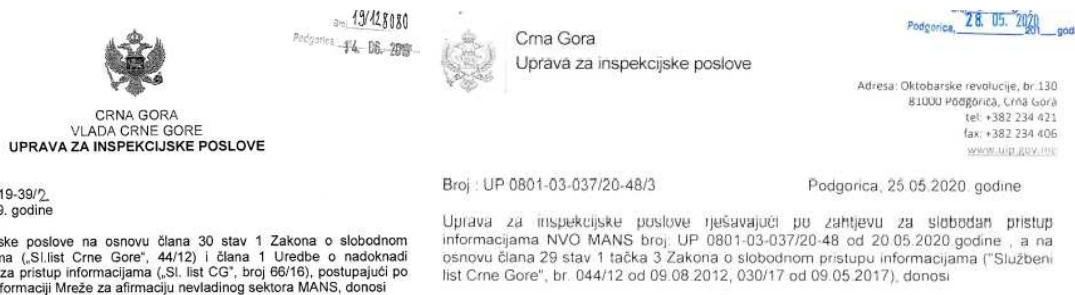 Broj 19/128080
Podgorica 14. 06. 2019
CRNA GORA
VLADA CRNE GORE
UPRAVA ZA INSPEKCIJSKE POSLOVE
19-39/2
9. godine
ske poslove na osnovu člana 30 stav 1 Zakona o slobodnom
ma („Sl.list Crne Gore", 44/12) i člana 1 Uredbe o nadoknadi
za pristup informacijama („Sl. list CG", broj 66/16), postupajući po
formaciji Mreže za afirmaciju nevladinog sektora MANS, donosi
Crna Gora
Uprava za inspekcijske poslove
Podgorica, 28. 05. 2020 201 god
Adresa: Oktobarske revolucije, br.130
81000 Podgorica, Crna Gora
tel: +382 234 421
fax: +382 234 406
www.uip.gov.me
Broj : UP 0801-03-037/20-48/3
Podgorica, 25.05.2020. godine
Uprava za inspekcijske poslove rješavajući po zahtjevu za slobodan pristup
informacijama NVO MANS broj: UP 0801-03-037/20-48 od 20.05.2020.godine , a na
osnovu člana 29 stav 1 tačka 3 Zakona o slobodnom pristupu informacijama ("Službeni
list Crne Gore", br. 044/12 od 09.08.2012, 030/17 od 09.05.2017), donosi